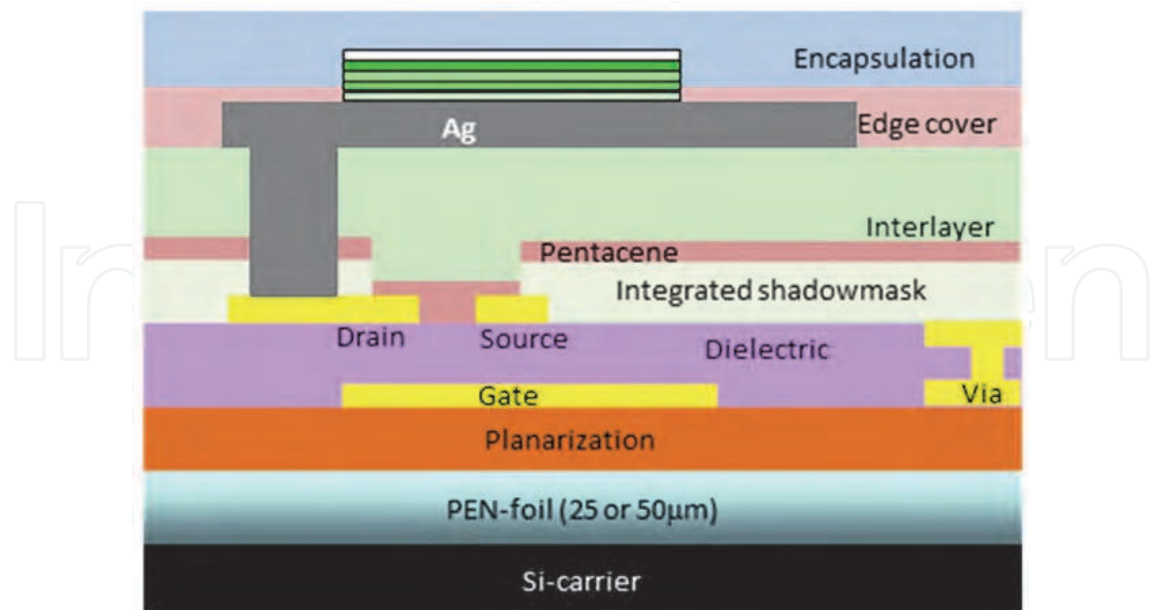 Encapsulation
Ag
Edge cover
Interlayer
Pentacene
Integrated shadowmask
Drain
Source
Dielectric
Gate
Via
Planarization
PEN-foil (25 or 50μm)
Si-carrier